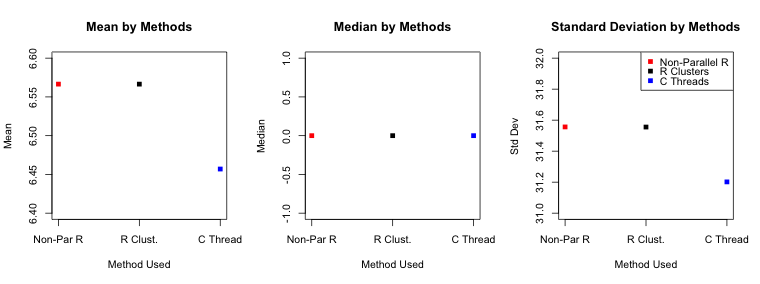 Mean by Methods
Mean
6.60
6.55
6.50
6.45
6.40
Non-Par R
R Clust.
C Thread
Method Used
Median by Methods
Median
1.0
0.5
0.0
-0.5
-1.0
Non-Par R
R Clust.
C Thread
Method Used
Standard Deviation by Methods
Std Dev
32.0
31.8
31.6
31.4
31.2
31.0
Non-Parallel R
R Clusters
C Threads
Non-Par R
R Clust.
C Thread
Method Used